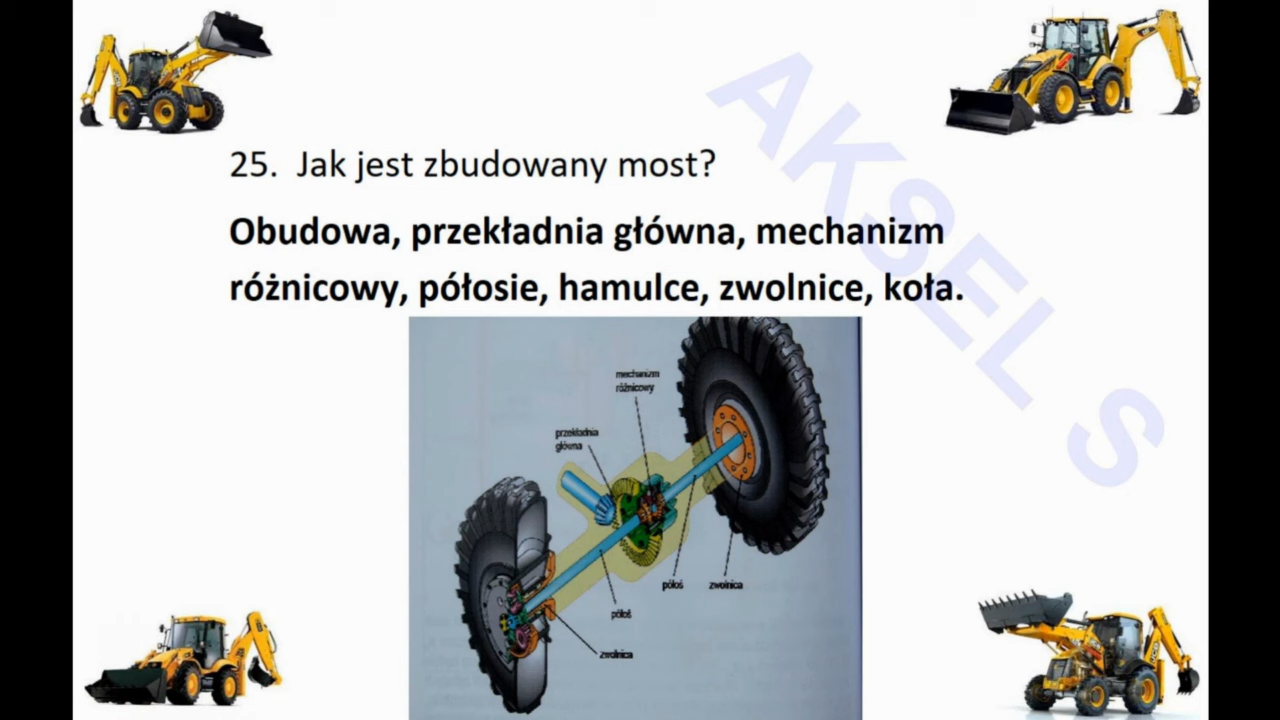 25. Jak jest zbudowany most?
Obudowa, przekładnia główna, mechanizm
różnicowy, półosie, hamulce, zwolnice, koła.
mechanizm
różnicowy
przekładnia
główna
półoś
zwolnica
półoś
zwolnica
AKSEL S